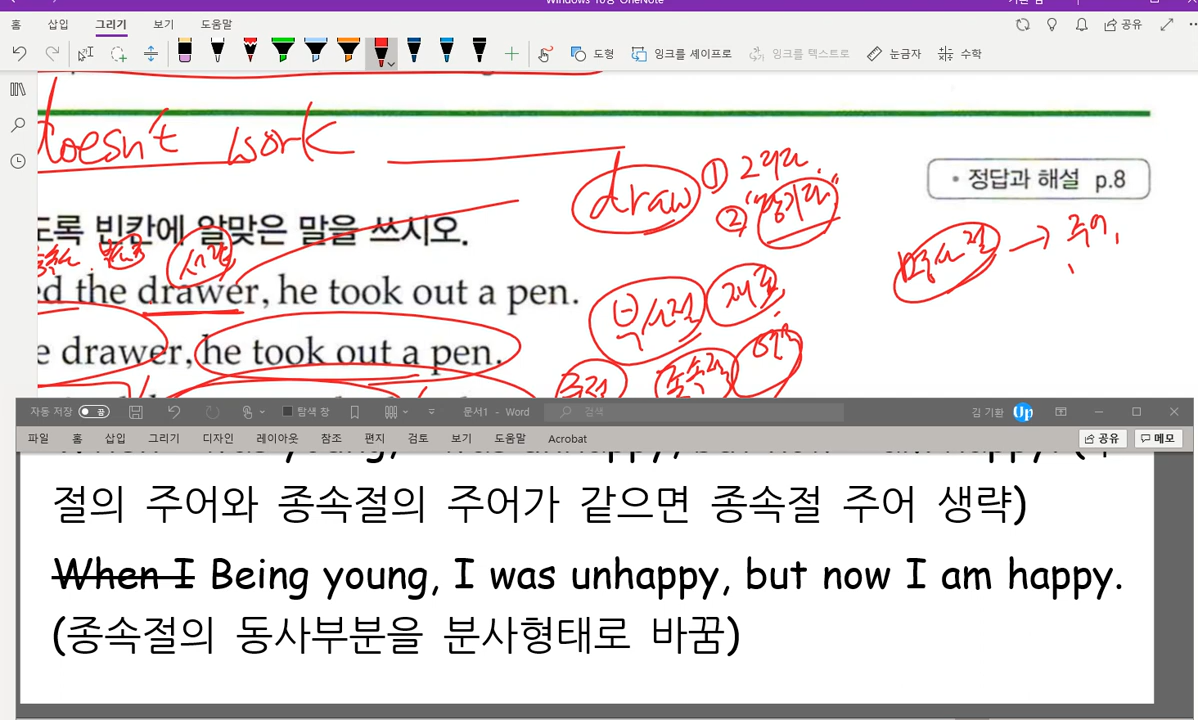 Windows 10용 OneNote
홈 삽입 그리기 보기 도움말
공유
도형 잉크를 셰이프로 잉크를 텍스트로 눈금자 수학
doesn't work
draw ① 그리다. ② "당기다"
• 정답과 해설 p.8
도록 빈칸에 알맞은 말을 쓰시오.
명사절 → 주어,
ed the drawer, he took out a pen.
부사절
e drawer, he took out a pen.
주절 종속절
자동 저장 끔 탐색 창 문서1 - Word 검색 김 기환 Up
파일 홈 삽입 그리기 디자인 레이아웃 참조 편지 검토 보기 도움말 Acrobat 공유 메모
절의 주어와 종속절의 주어가 같으면 종속절 주어 생략)
When I Being young, I was unhappy, but now I am happy.
(종속절의 동사부분을 분사형태로 바꿈)